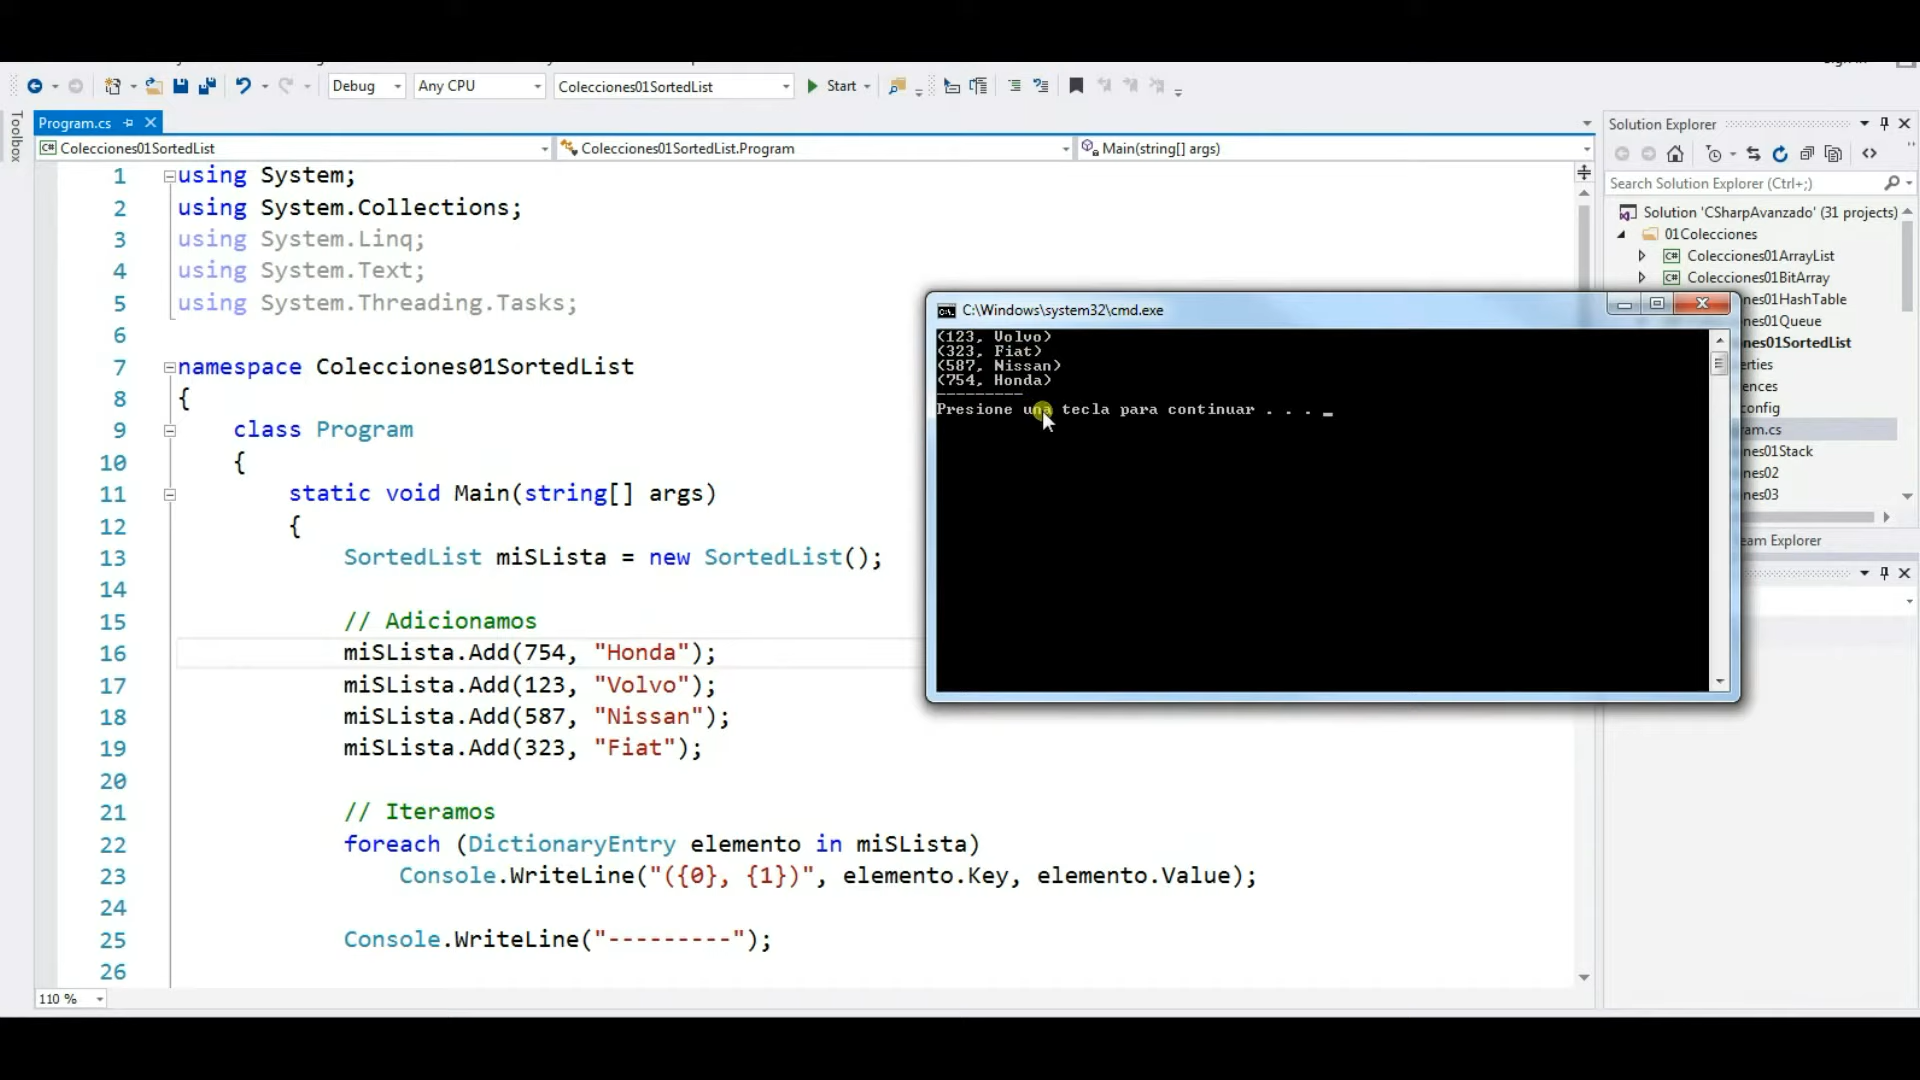 Debug
Any CPU
Colecciones01SortedList
Start
Toolbox
Program.cs
Colecciones01SortedList
Colecciones01SortedList.Program
Main(string[] args)
1 using System;
2 using System.Collections;
3 using System.Linq;
4 using System.Text;
5 using System.Threading.Tasks;
6
7 namespace Colecciones01SortedList
8 {
9 class Program
10 {
11 static void Main(string[] args)
12 {
13 SortedList miSLista = new SortedList();
14
15 // Adicionamos
16 miSLista.Add(754, "Honda");
17 miSLista.Add(123, "Volvo");
18 miSLista.Add(587, "Nissan");
19 miSLista.Add(323, "Fiat");
20
21 // Iteramos
22 foreach (DictionaryEntry elemento in miSLista)
23 Console.WriteLine("({0}, {1})", elemento.Key, elemento.Value);
24
25 Console.WriteLine("---------");
26
110 %
C:\Windows\system32\cmd.exe
(123, Volvo)
(323, Fiat)
(587, Nissan)
(754, Honda)
---------
Presione una tecla para continuar . . . _
Solution Explorer
Search Solution Explorer (Ctrl+;)
Solution 'CSharpAvanzado' (31 projects)
01Colecciones
Colecciones01ArrayList
Colecciones01BitArray
nes01HashTable
nes01Queue
nes01SortedList
erties
ences
config
am.cs
nes01Stack
nes02
nes03
eam Explorer